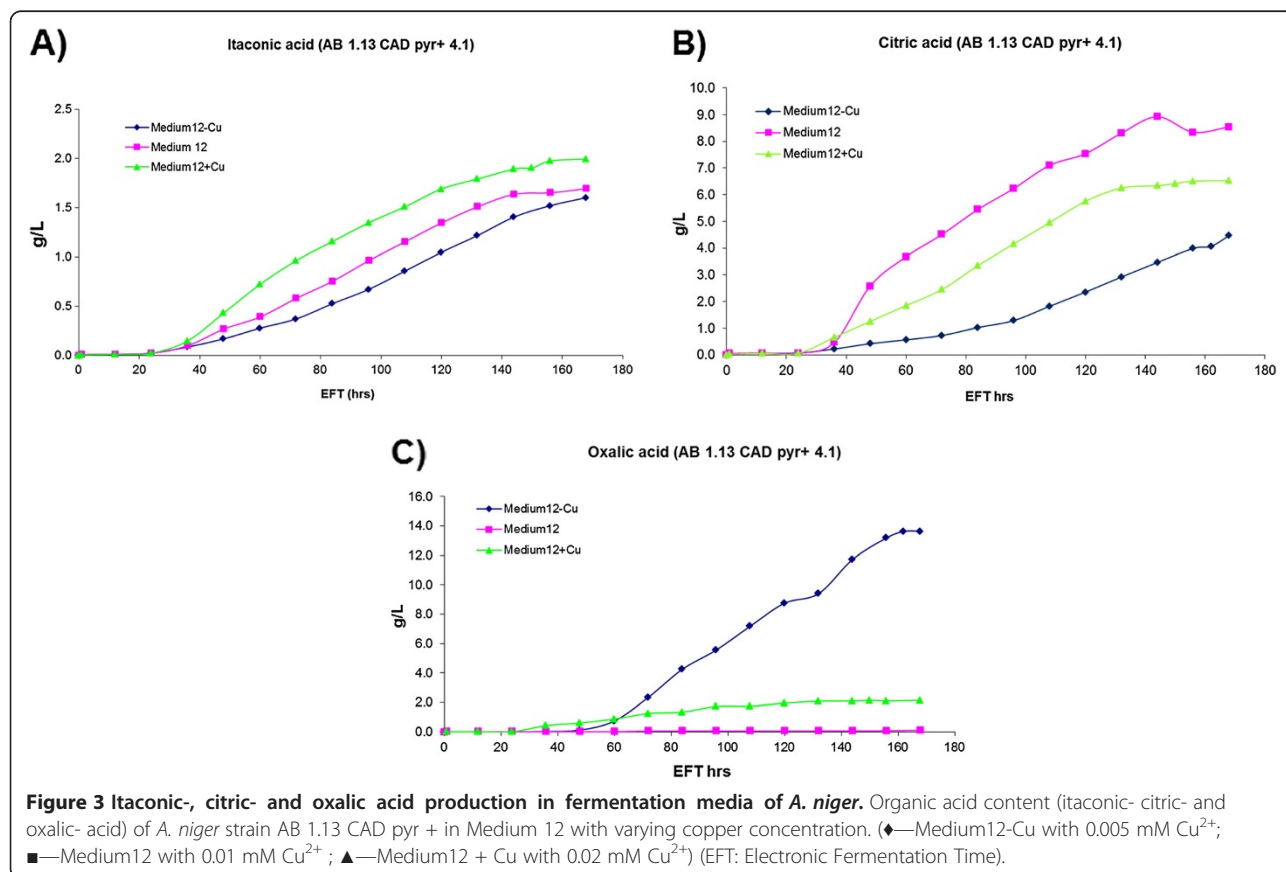 A)
Itaconic acid (AB 1.13 CAD pyr+ 4.1)
2.5
2.0
1.5
1.0
0.5
0.0
g/L
Medium12-Cu
Medium 12
Medium12+Cu
0 20 40 60 80 100 120 140 160 180
EFT (hrs)
B)
Citric acid (AB 1.13 CAD pyr+ 4.1)
10.0
9.0
8.0
7.0
6.0
5.0
4.0
3.0
2.0
1.0
0.0
g/L
Medium12-Cu
Medium12
Medium12+Cu
0 20 40 60 80 100 120 140 160 180
EFT hrs
C)
Oxalic acid (AB 1.13 CAD pyr+ 4.1)
16.0
14.0
12.0
10.0
8.0
6.0
4.0
2.0
0.0
g/L
Medium12-Cu
Medium12
Medium12+Cu
0 20 40 60 80 100 120 140 160 180
EFT hrs
Figure 3 Itaconic-, citric- and oxalic acid production in fermentation media of A. niger. Organic acid content (itaconic- citric- and
oxalic- acid) of A. niger strain AB 1.13 CAD pyr + in Medium 12 with varying copper concentration. (♦—Medium12-Cu with 0.005 mM Cu²⁺;
■—Medium12 with 0.01 mM Cu²⁺ ; ▲—Medium12 + Cu with 0.02 mM Cu²⁺) (EFT: Electronic Fermentation Time).